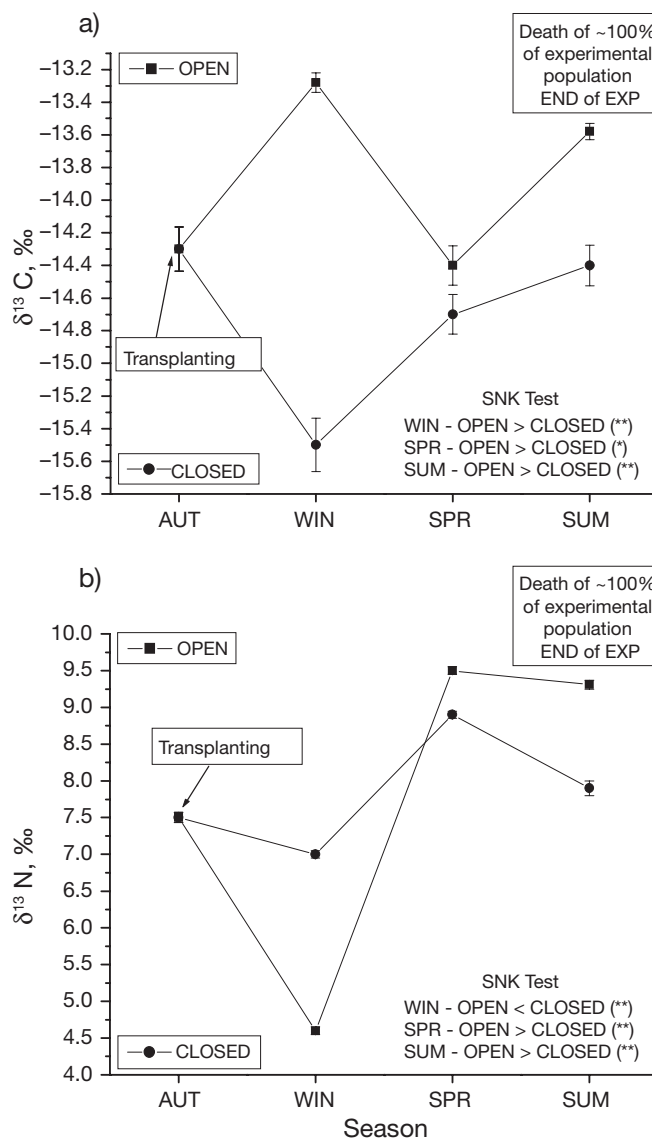 a)
Death of ~100%
of experimental
population
END of EXP
OPEN
−13.2
−13.4
−13.6
−13.8
−14.0
−14.2
−14.4
−14.6
−14.8
−15.0
−15.2
−15.4
−15.6
−15.8
δ¹³ C, ‰
Transplanting
CLOSED
SNK Test
WIN - OPEN > CLOSED (**)
SPR - OPEN > CLOSED (*)
SUM - OPEN > CLOSED (**)
AUT WIN SPR SUM
b)
Death of ~100%
of experimental
population
END of EXP
OPEN
10.0
9.5
9.0
8.5
8.0
7.5
7.0
6.5
6.0
5.5
5.0
4.5
4.0
δ¹³ N, ‰
Transplanting
CLOSED
SNK Test
WIN - OPEN < CLOSED (**)
SPR - OPEN > CLOSED (**)
SUM - OPEN > CLOSED (**)
AUT WIN SPR SUM
Season